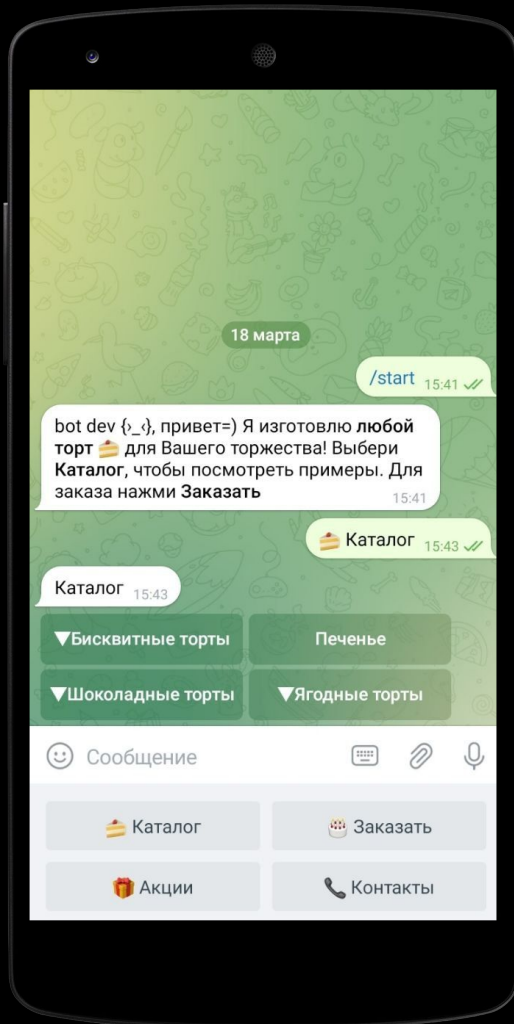 18 марта
/start 15:41
bot dev {›_‹}, привет=) Я изготовлю любой
торт 🍰 для Вашего торжества! Выбери
Каталог, чтобы посмотреть примеры. Для
заказа нажми Заказать 15:41
🍰 Каталог 15:43
Каталог 15:43
▼Бисквитные торты Печенье
▼Шоколадные торты ▼Ягодные торты
Сообщение
🍰 Каталог 🎂 Заказать
🎁 Акции 📞 Контакты